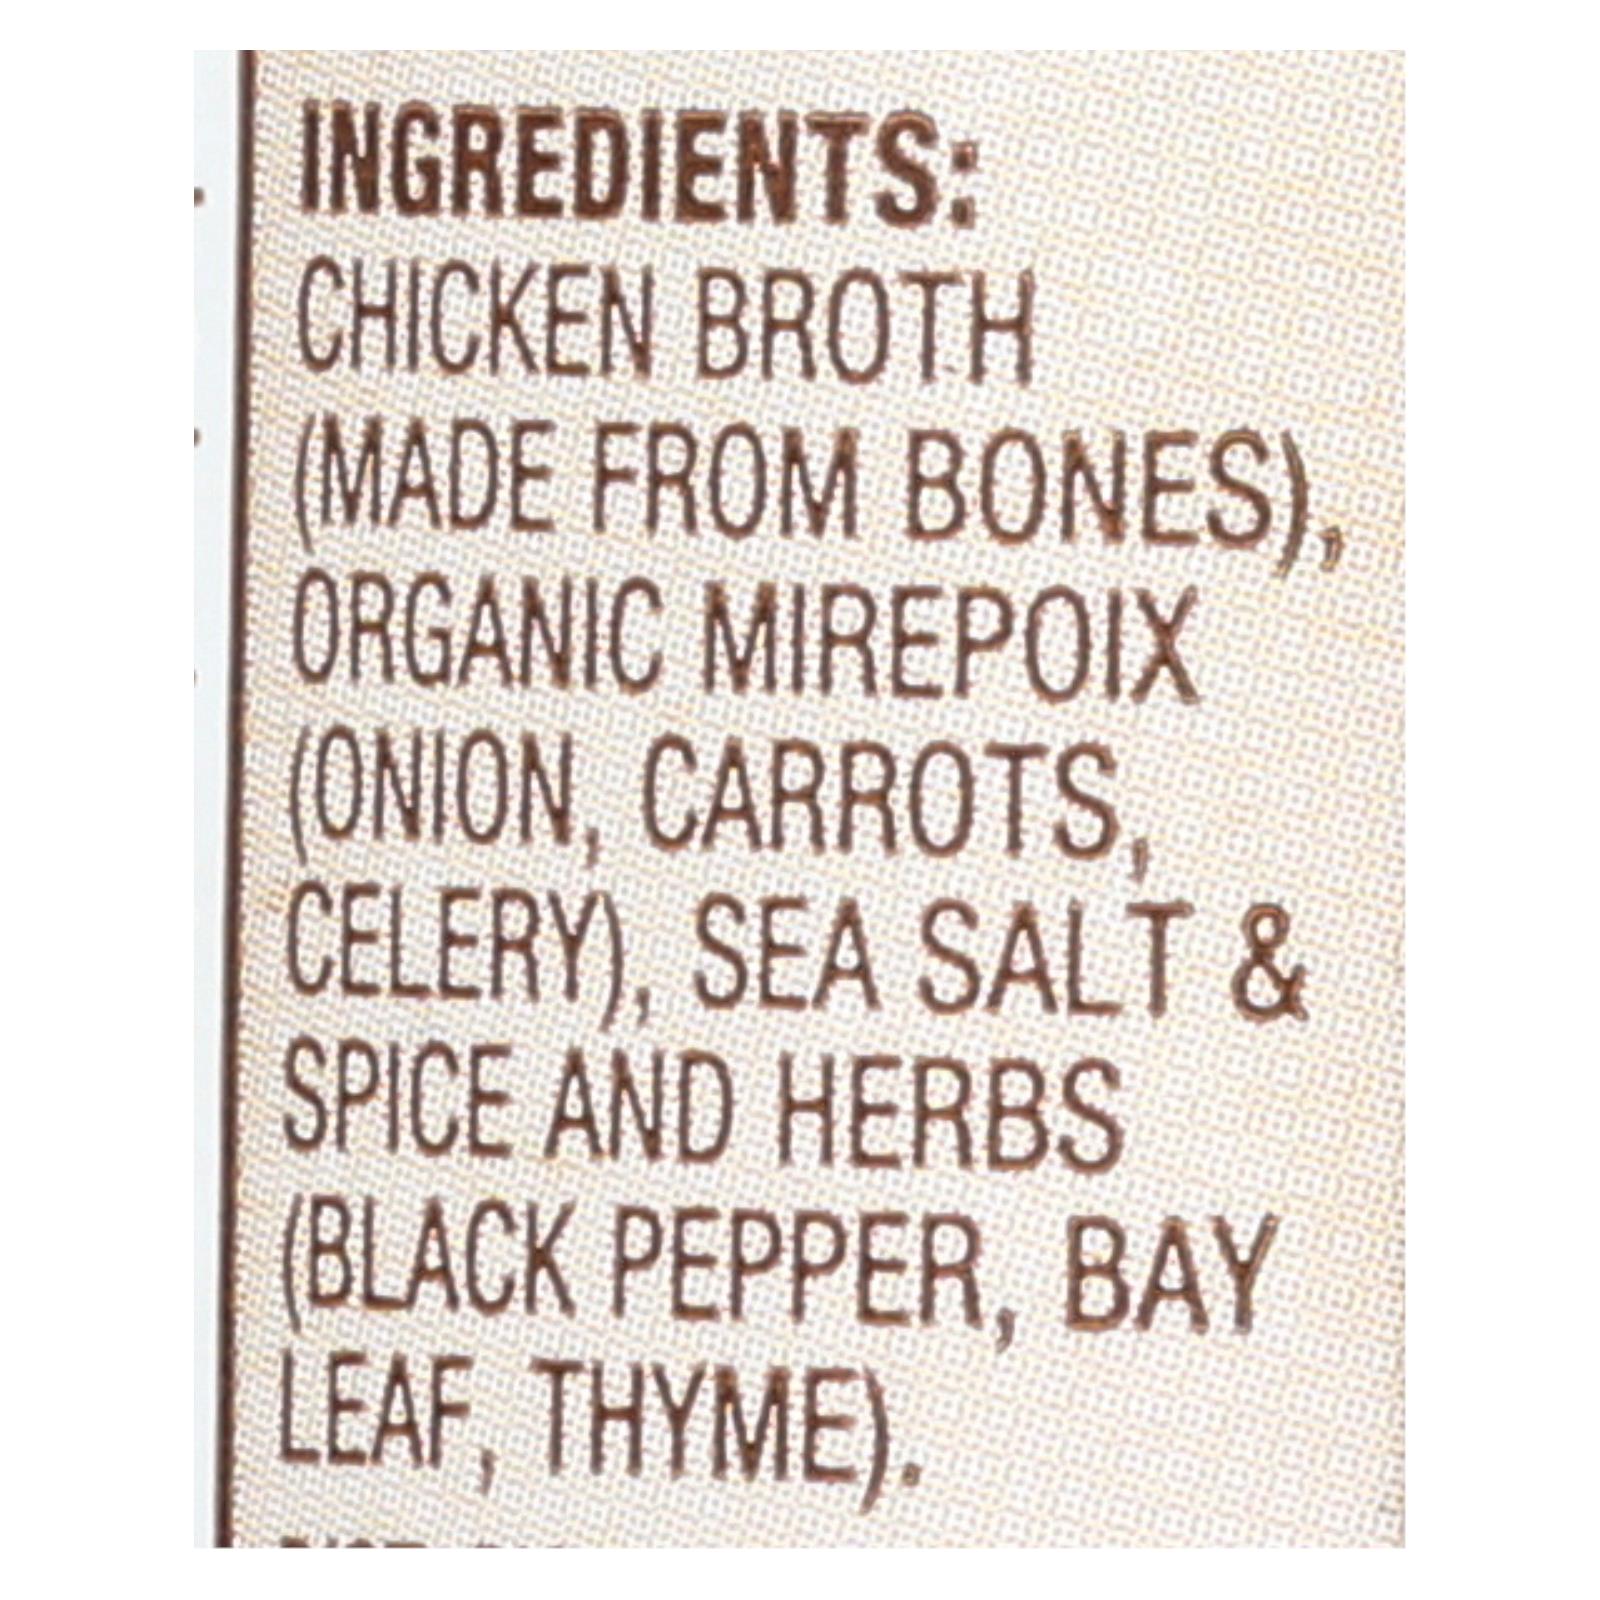 INGREDIENTS:
CHICKEN BROTH
(MADE FROM BONES),
ORGANIC MIREPOIX
(ONION, CARROTS,
CELERY), SEA SALT &
SPICE AND HERBS
(BLACK PEPPER, BAY
LEAF, THYME).